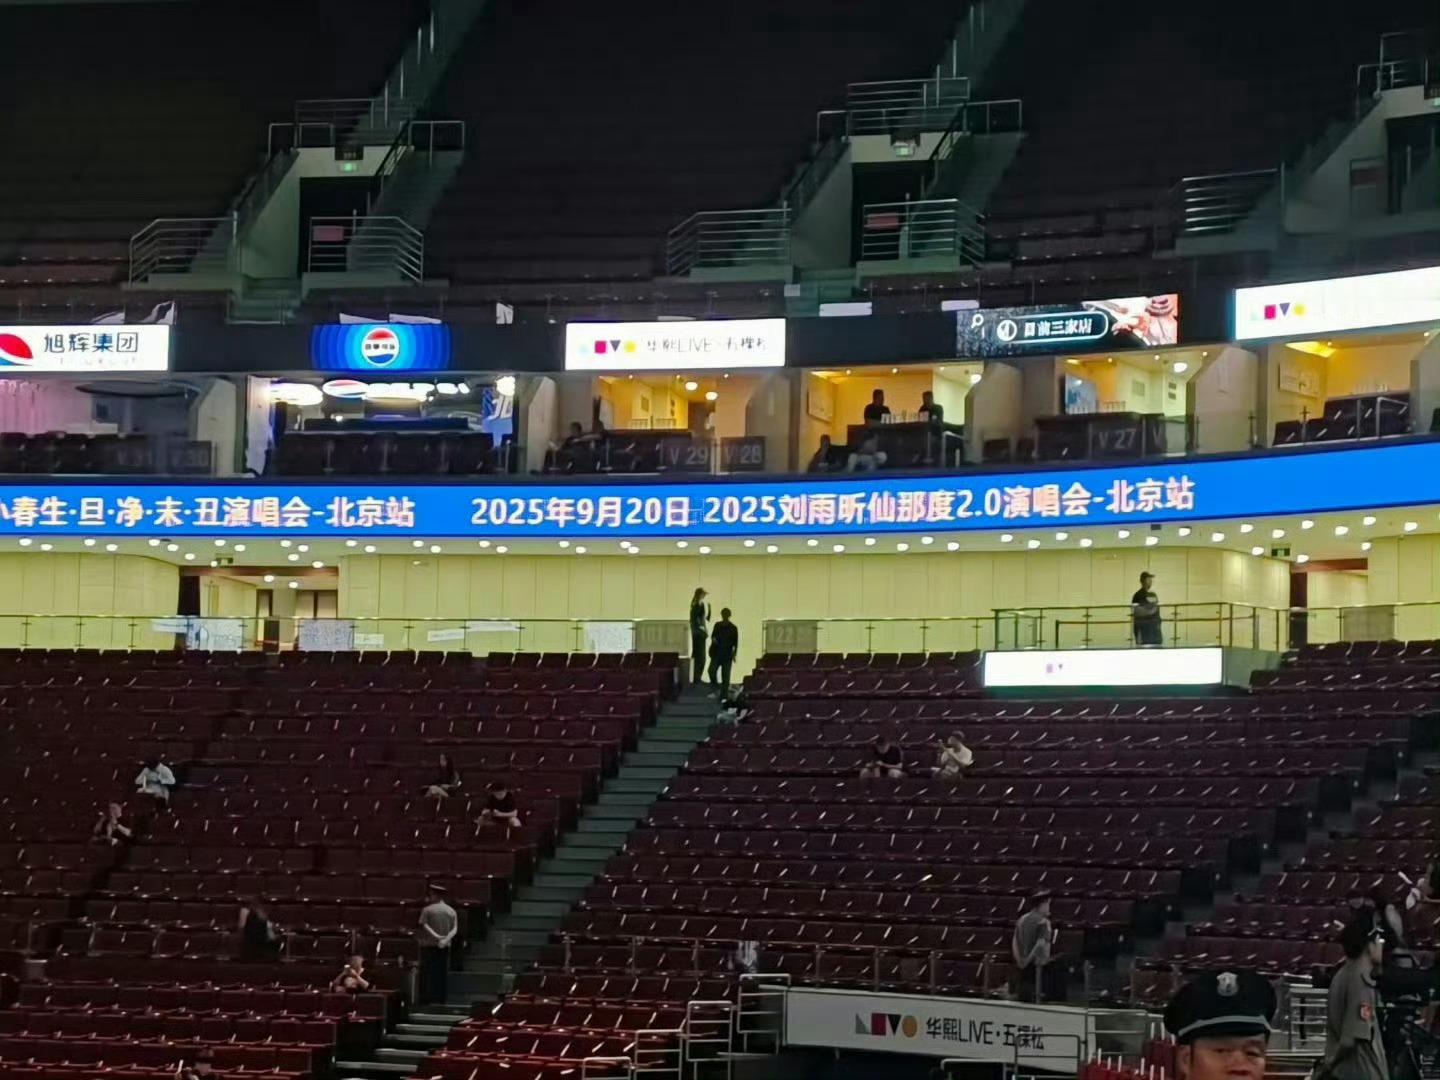 旭辉集团
华熙LIVE·五棵松
目前三家店
V 31
V 30
V 29
V 28
V 27
小春生·旦·净·末·丑演唱会-北京站 2025年9月20日 2025刘雨昕仙那度2.0演唱会-北京站
122
华熙LIVE·五棵松